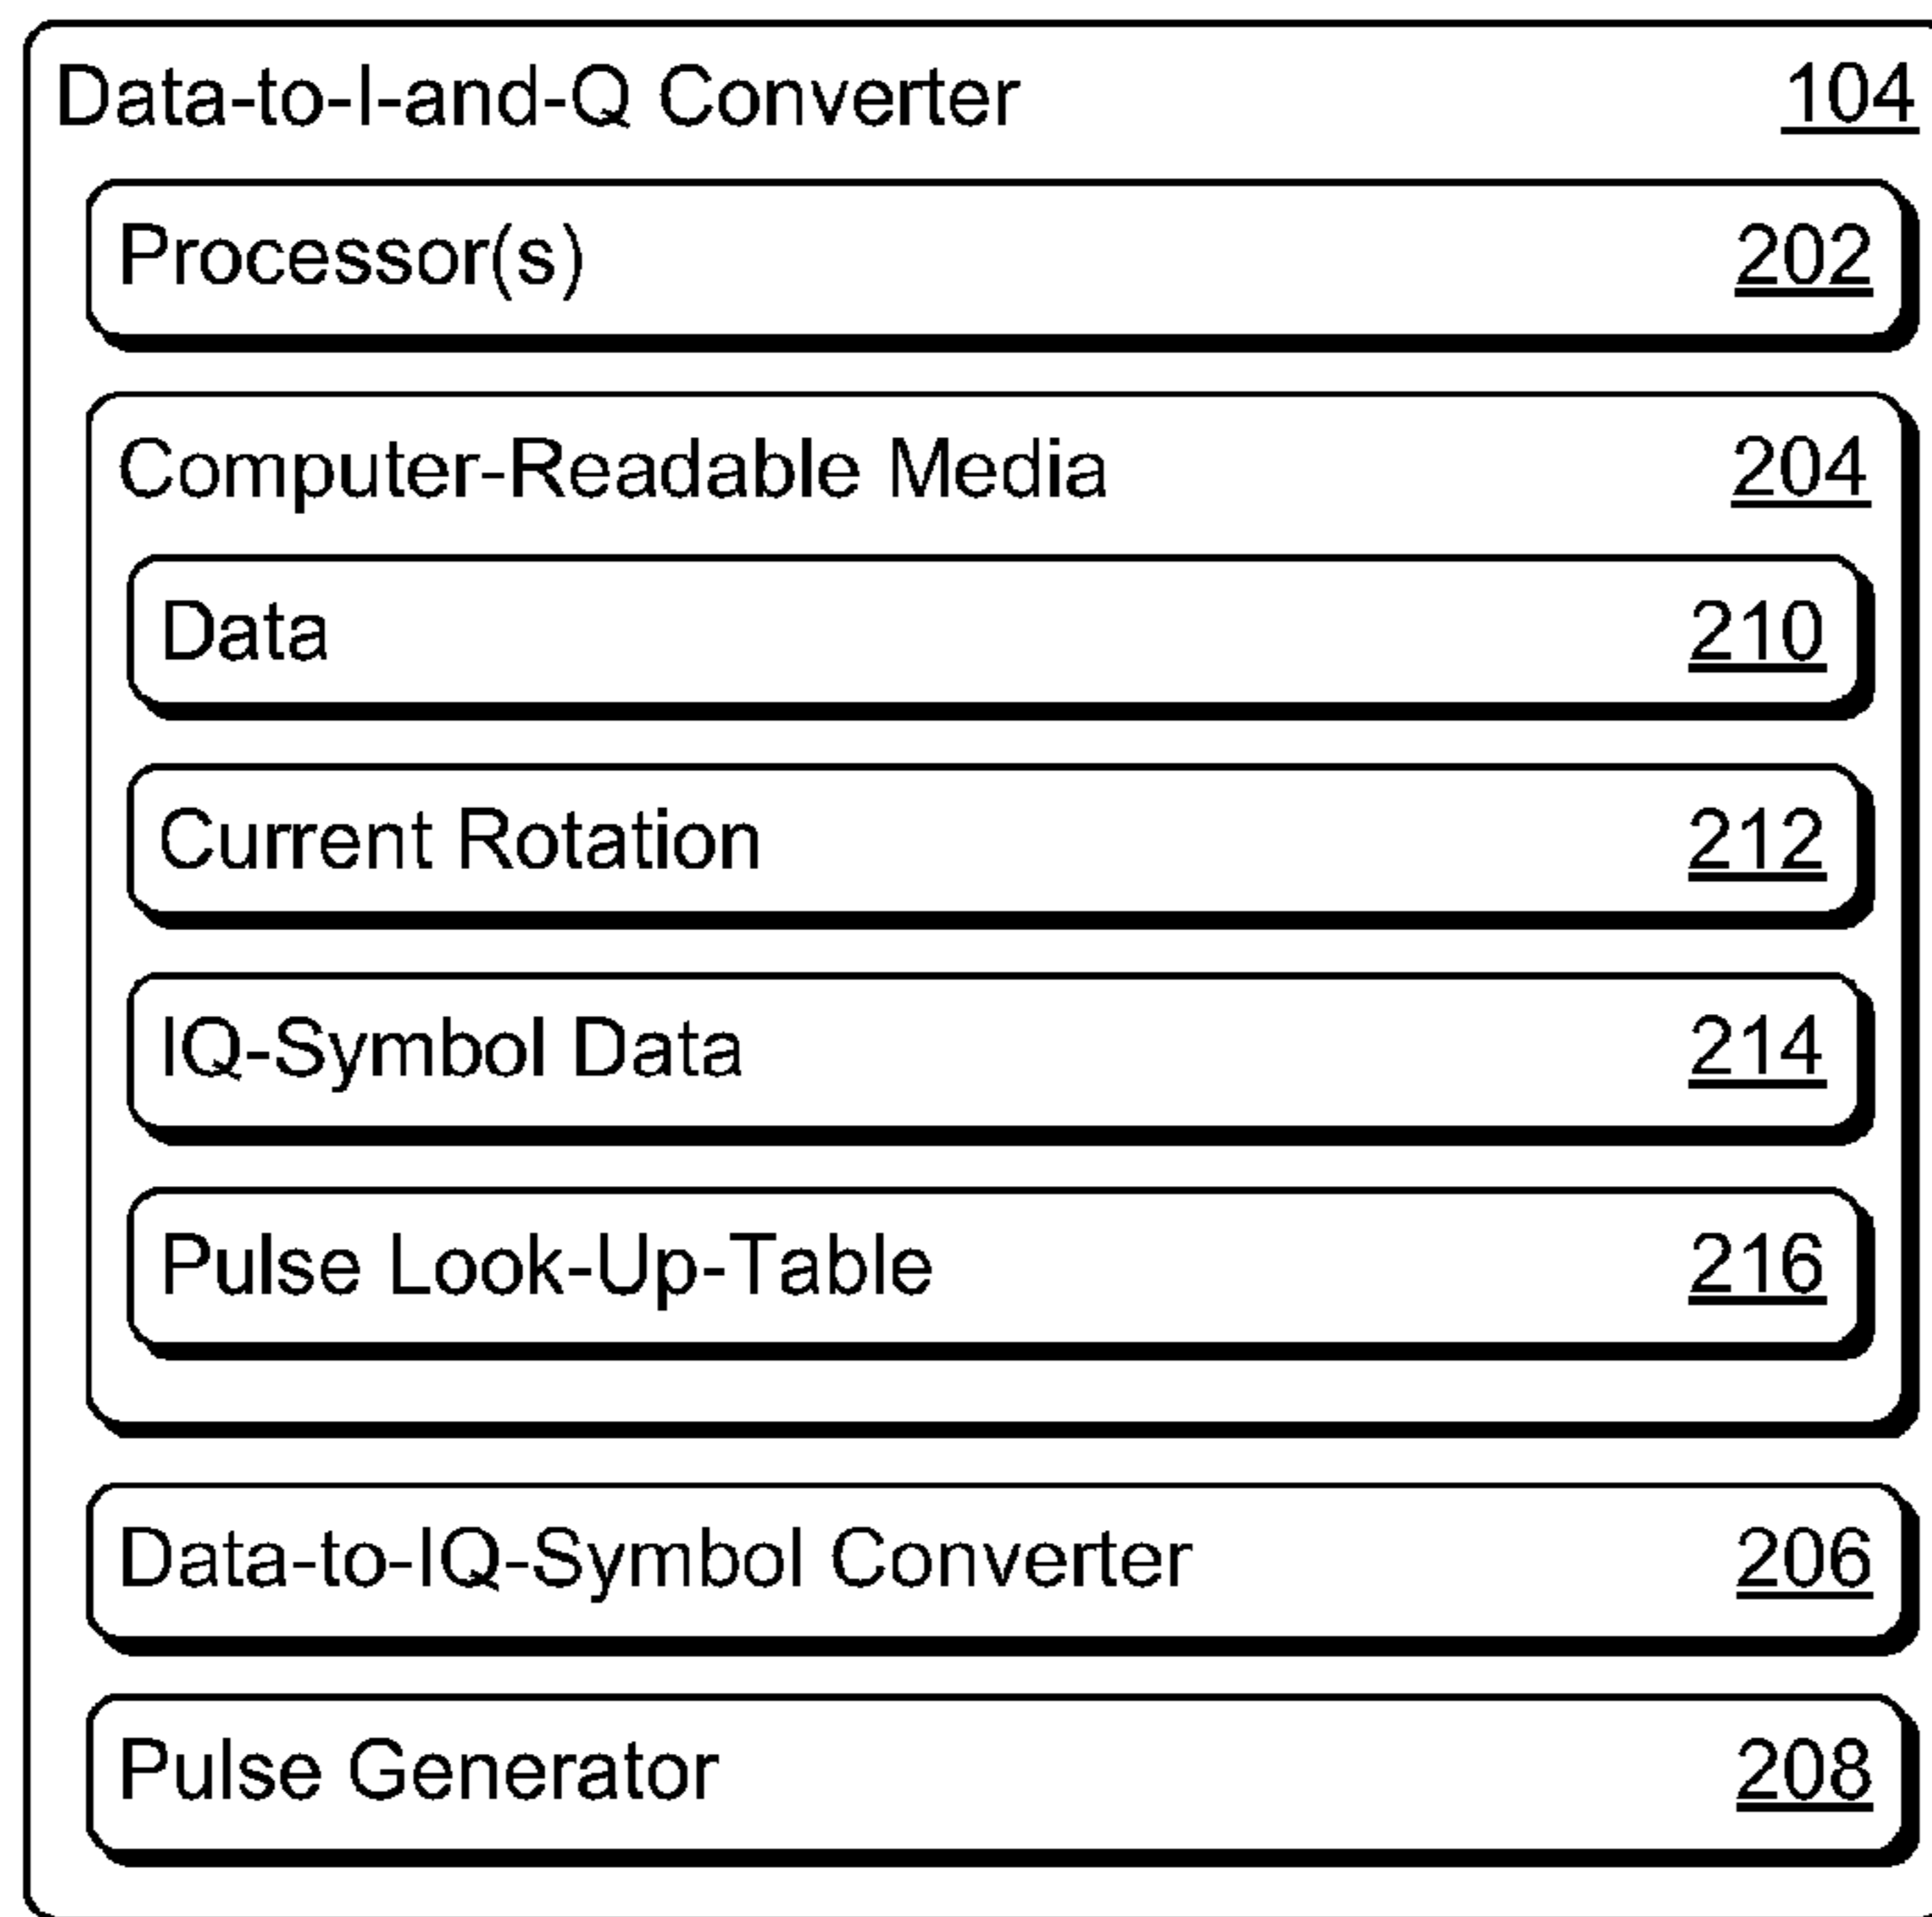 Data-to-I-and-Q Converter 104
Processor(s) 202
Computer-Readable Media 204
Data 210
Current Rotation 212
IQ-Symbol Data 214
Pulse Look-Up-Table 216
Data-to-IQ-Symbol Converter 206
Pulse Generator 208